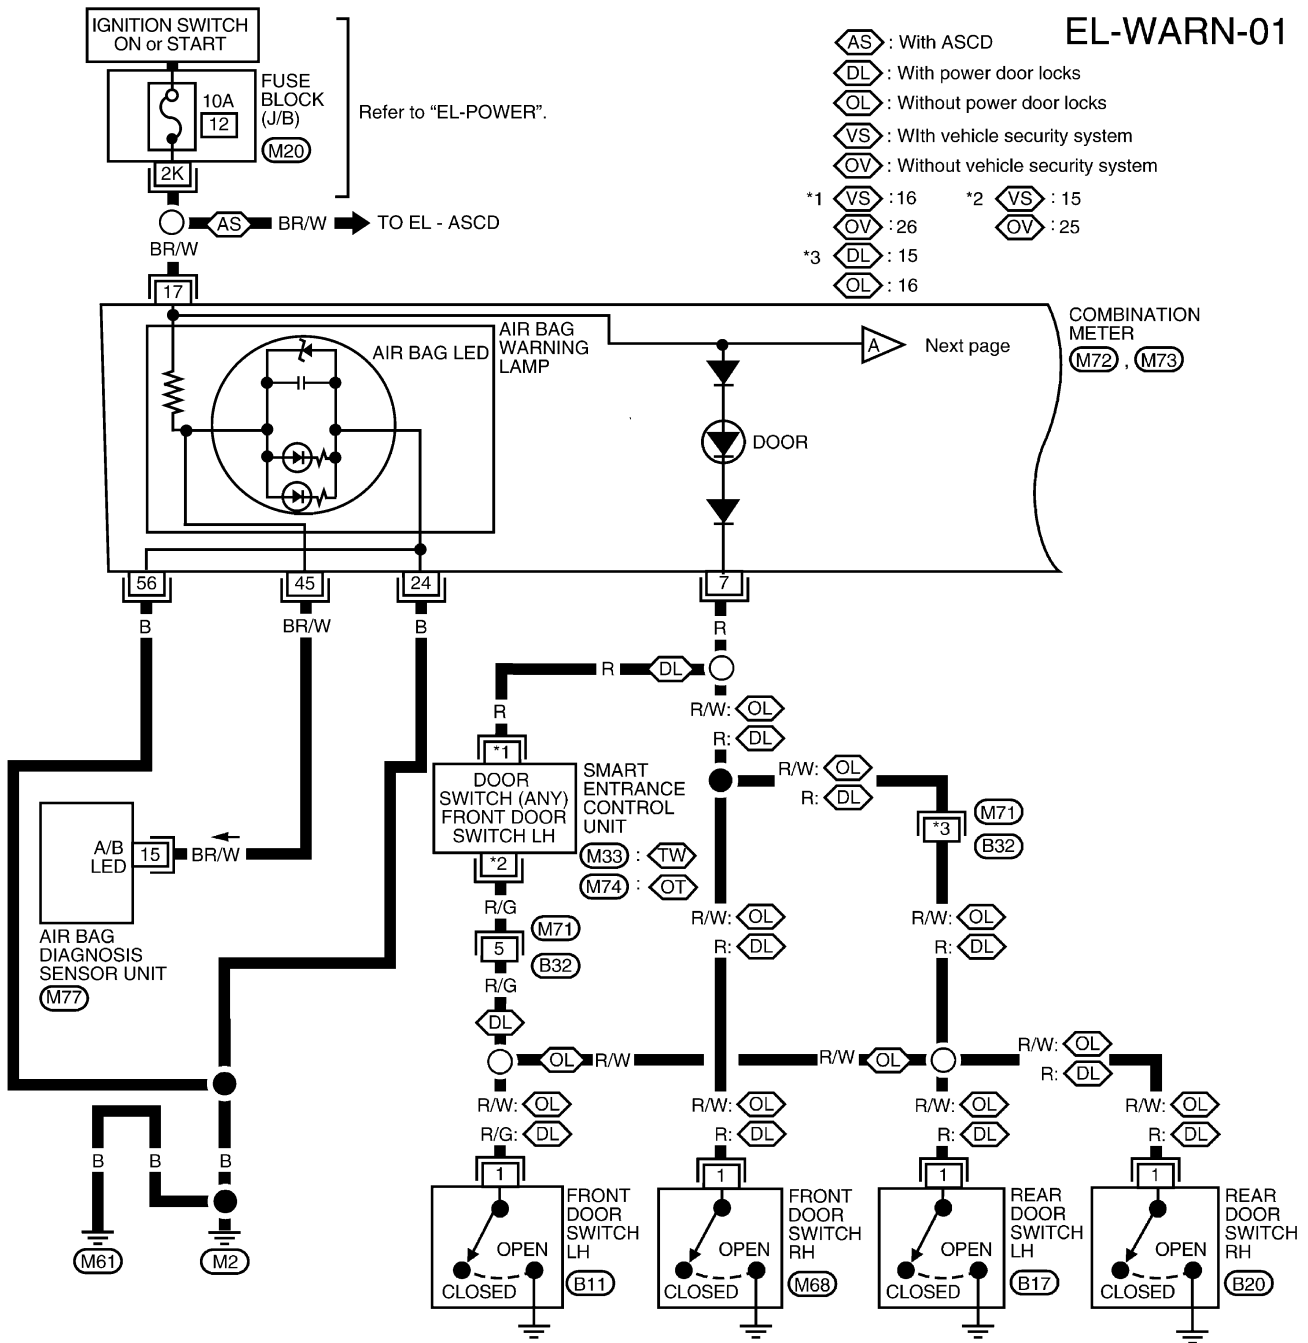 EL-WARN-01
IGNITION SWITCH
ON or START
FUSE
BLOCK
(J/B)
10A
12
M20
2K
Refer to “EL-POWER”.
AS : With ASCD
DL : With power door locks
OL : Without power door locks
VS : WIth vehicle security system
OV : Without vehicle security system
*1 VS : 16 *2 VS : 15
OV : 26 OV : 25
*3 DL : 15
OL : 16
AS BR/W TO EL - ASCD
BR/W
17
COMBINATION
METER
M72 , M73
AIR BAG
WARNING
LAMP
AIR BAG LED
A Next page
DOOR
56 45 24 7
B BR/W B R
R DL
R/W: OL
R: DL
R
*1
DOOR
SWITCH (ANY)
FRONT DOOR
SWITCH LH
*2
SMART
ENTRANCE
CONTROL
UNIT
M33 : TW
M74 : OT
R/W: OL
R: DL
*3
M71
B32
A/B
LED
15 BR/W
AIR BAG
DIAGNOSIS
SENSOR UNIT
M77
R/G
5
M71
B32
R/G
DL
R/W: OL
R: DL
R/W: OL
R: DL
OL R/W
R/W OL
R/W: OL
R: DL
R/W: OL
R/G: DL
R/W: OL
R: DL
R/W: OL
R: DL
R/W: OL
R: DL
B B B
M61 M2
1
FRONT
DOOR
SWITCH
LH
OPEN
CLOSED
B11
1
FRONT
DOOR
SWITCH
RH
OPEN
CLOSED
M68
1
REAR
DOOR
SWITCH
LH
OPEN
CLOSED
B17
1
REAR
DOOR
SWITCH
RH
OPEN
CLOSED
B20